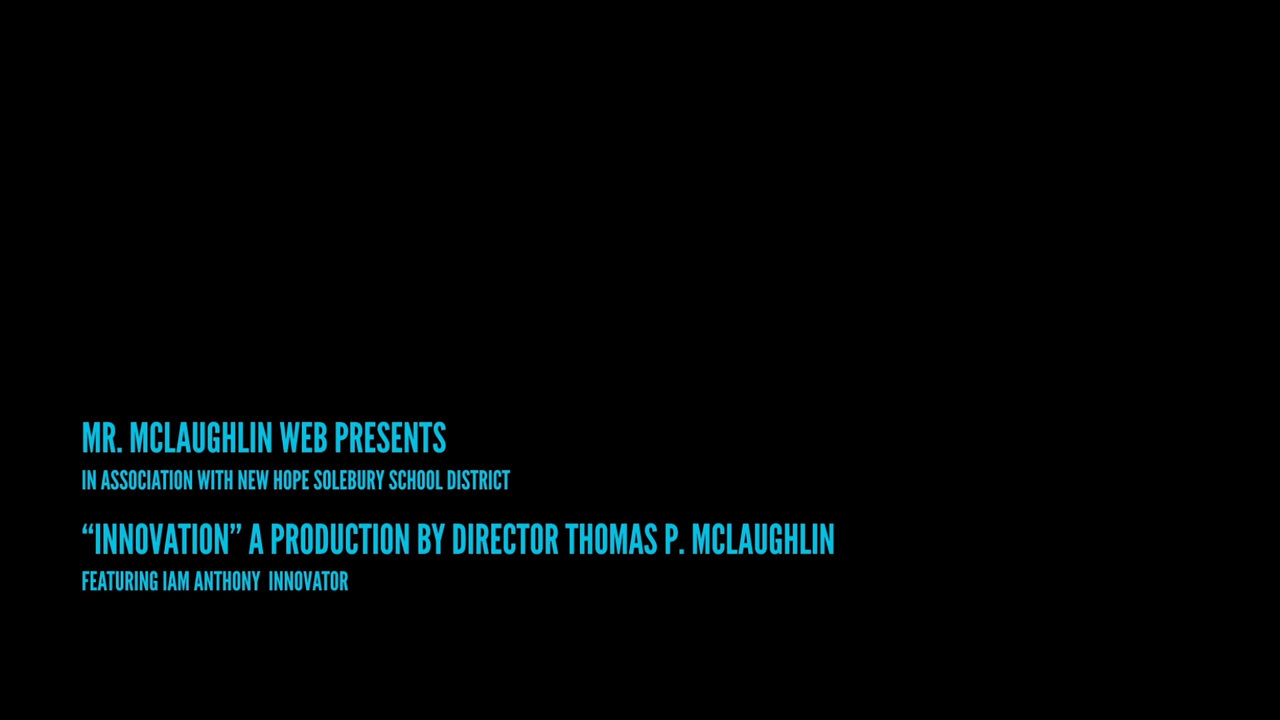 MR. MCLAUGHLIN WEB PRESENTS
IN ASSOCIATION WITH NEW HOPE SOLEBURY SCHOOL DISTRICT
“INNOVATION” A PRODUCTION BY DIRECTOR THOMAS P. MCLAUGHLIN
FEATURING IAM ANTHONY INNOVATOR